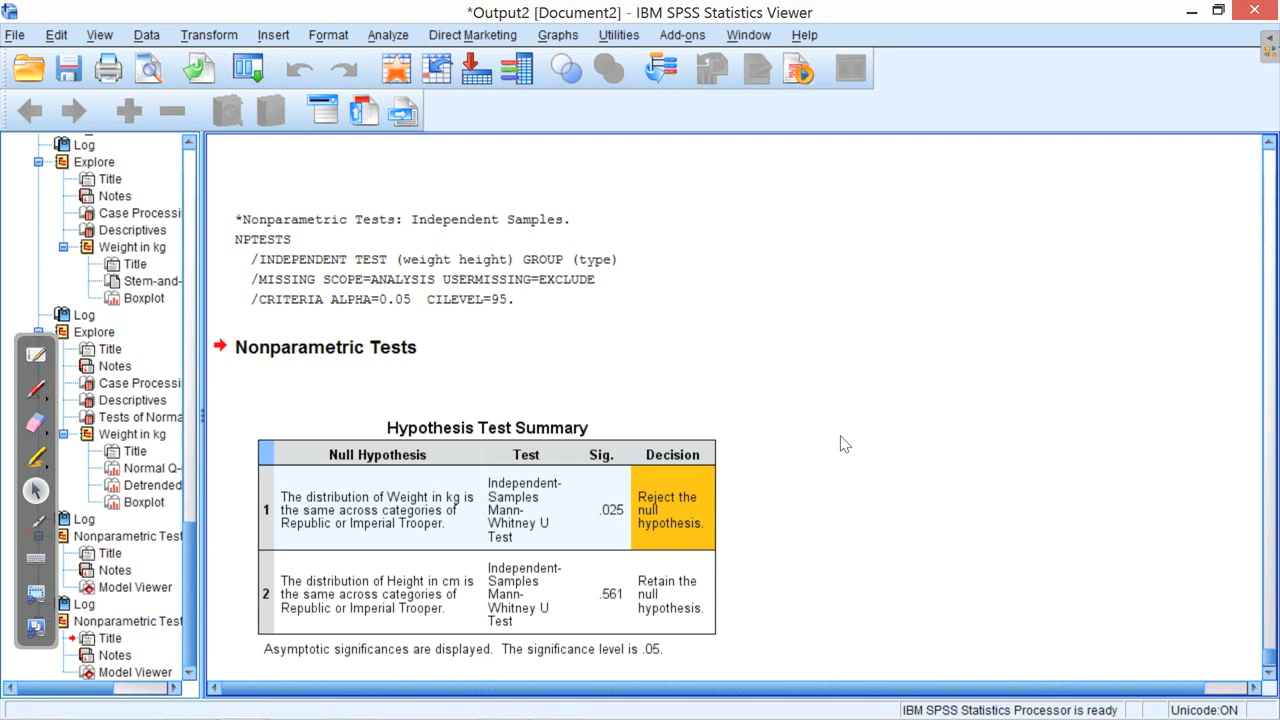 *Output2 [Document2] - IBM SPSS Statistics Viewer
File Edit View Data Transform Insert Format Analyze Direct Marketing Graphs Utilities Add-ons Window Help
Log
Explore
Title
Notes
Case Processi
Descriptives
Weight in kg
Title
Stem-and-
Boxplot
Log
Explore
Title
Notes
Case Processi
Descriptives
Tests of Norma
Weight in kg
Title
Normal Q-
Detrended
Boxplot
Log
Nonparametric Test
Title
Notes
Model Viewer
Log
Nonparametric Test
Title
Notes
Model Viewer
*Nonparametric Tests: Independent Samples.
NPTESTS
/INDEPENDENT TEST (weight height) GROUP (type)
/MISSING SCOPE=ANALYSIS USERMISSING=EXCLUDE
/CRITERIA ALPHA=0.05 CILEVEL=95.
Nonparametric Tests
Hypothesis Test Summary
Null Hypothesis Test Sig. Decision
1
The distribution of Weight in kg is
the same across categories of
Republic or Imperial Trooper.
Independent-
Samples
Mann-
Whitney U
Test
.025
Reject the
null
hypothesis.
2
The distribution of Height in cm is
the same across categories of
Republic or Imperial Trooper.
Independent-
Samples
Mann-
Whitney U
Test
.561
Retain the
null
hypothesis.
Asymptotic significances are displayed. The significance level is .05.
IBM SPSS Statistics Processor is ready
Unicode:ON